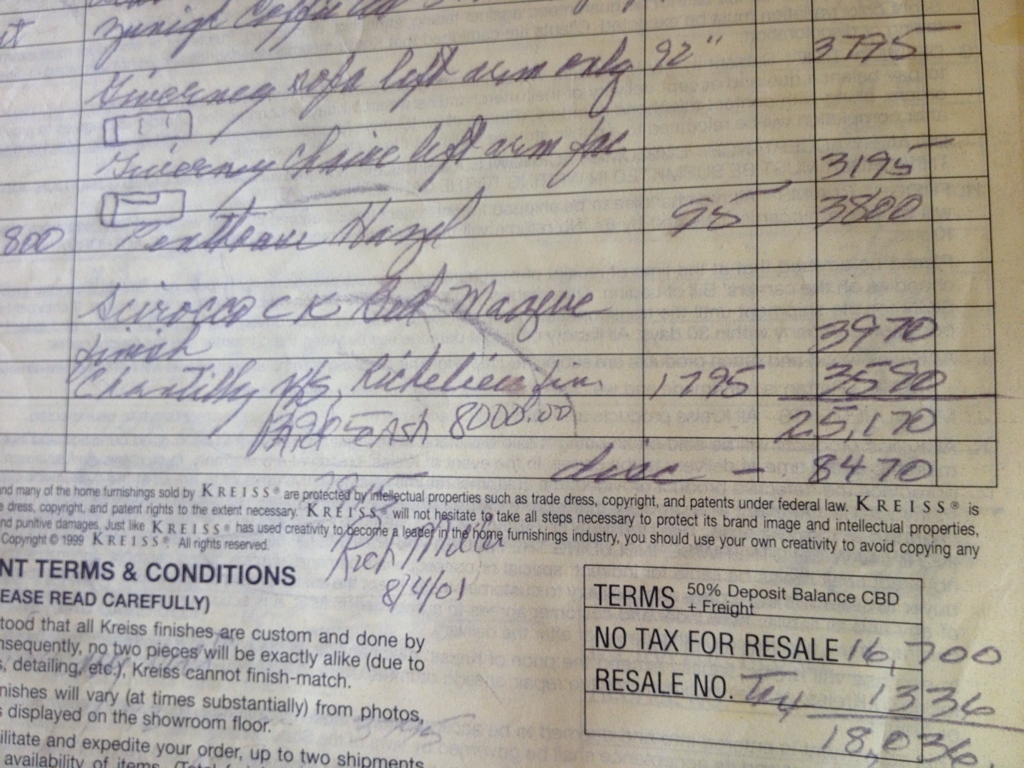 Giverney sofa left arm only 92" 3795
Giverny Chaise left arm fac 3195
800 Penthouse Hazel 95 3800
Scirocco CK Bed Maque
finish 3970
Chantilly N/S, Richelieu fin. 1795 3590
PAID CASH 8000.00 25,170
disc - 8470
nd many of the home furnishings sold by KREISS® are protected by intellectual properties such as trade dress, copyright, and patents under federal law. KREISS® is
e dress, copyright, and patent rights to the extent necessary. KREISS® will not hesitate to take all steps necessary to protect its brand image and intellectual properties,
nd punitive damages. Just like KREISS® has used creativity to become a leader in the home furnishings industry, you should use your own creativity to avoid copying any
Copyright © 1999 KREISS® All rights reserved.
Rich Miller
8/4/01
NT TERMS & CONDITIONS
EASE READ CAREFULLY)
tood that all Kreiss finishes are custom and done by
nsequently, no two pieces will be exactly alike (due to
s, detailing, etc.), Kreiss cannot finish-match.
nishes will vary (at times substantially) from photos,
s displayed on the showroom floor.
ilitate and expedite your order, up to two shipments
availability of items.
TERMS 50% Deposit Balance CBD
+ Freight
NO TAX FOR RESALE 16,700
RESALE NO. Tax 1336
18,036.